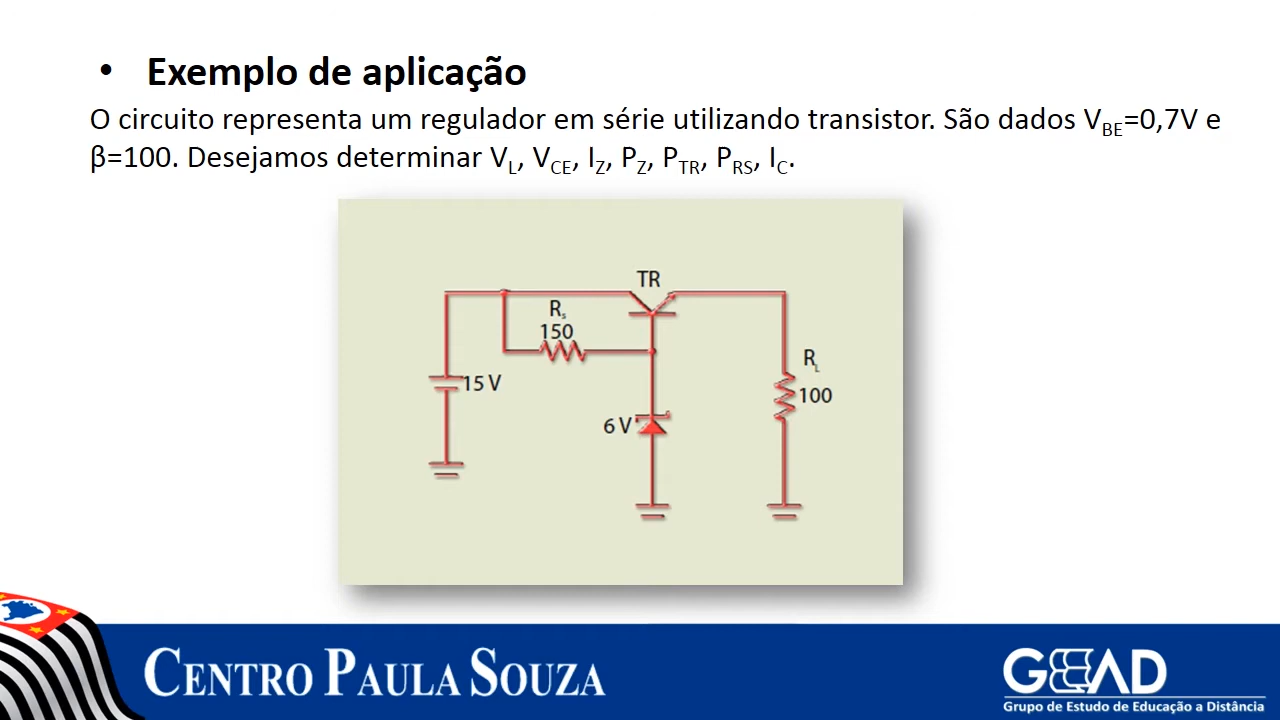 • Exemplo de aplicação
O circuito representa um regulador em série utilizando transistor. São dados VBE=0,7V e
β=100. Desejamos determinar VL, VCE, IZ, PZ, PTR, PRS, IC.
TR
Rs
150
15 V
6 V
RL
100
CENTRO PAULA SOUZA
GEEAD
Grupo de Estudo de Educação a Distância